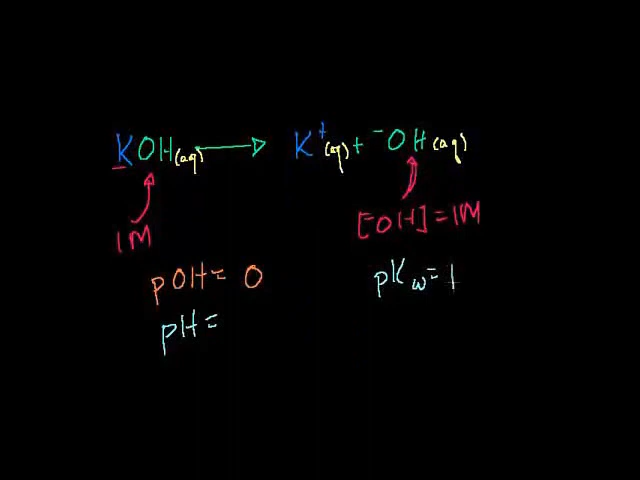 KOH(aq) → K⁺(aq) + ⁻OH(aq)
1M
[⁻OH] = 1M
pOH = 0
pKw = 1
pH =